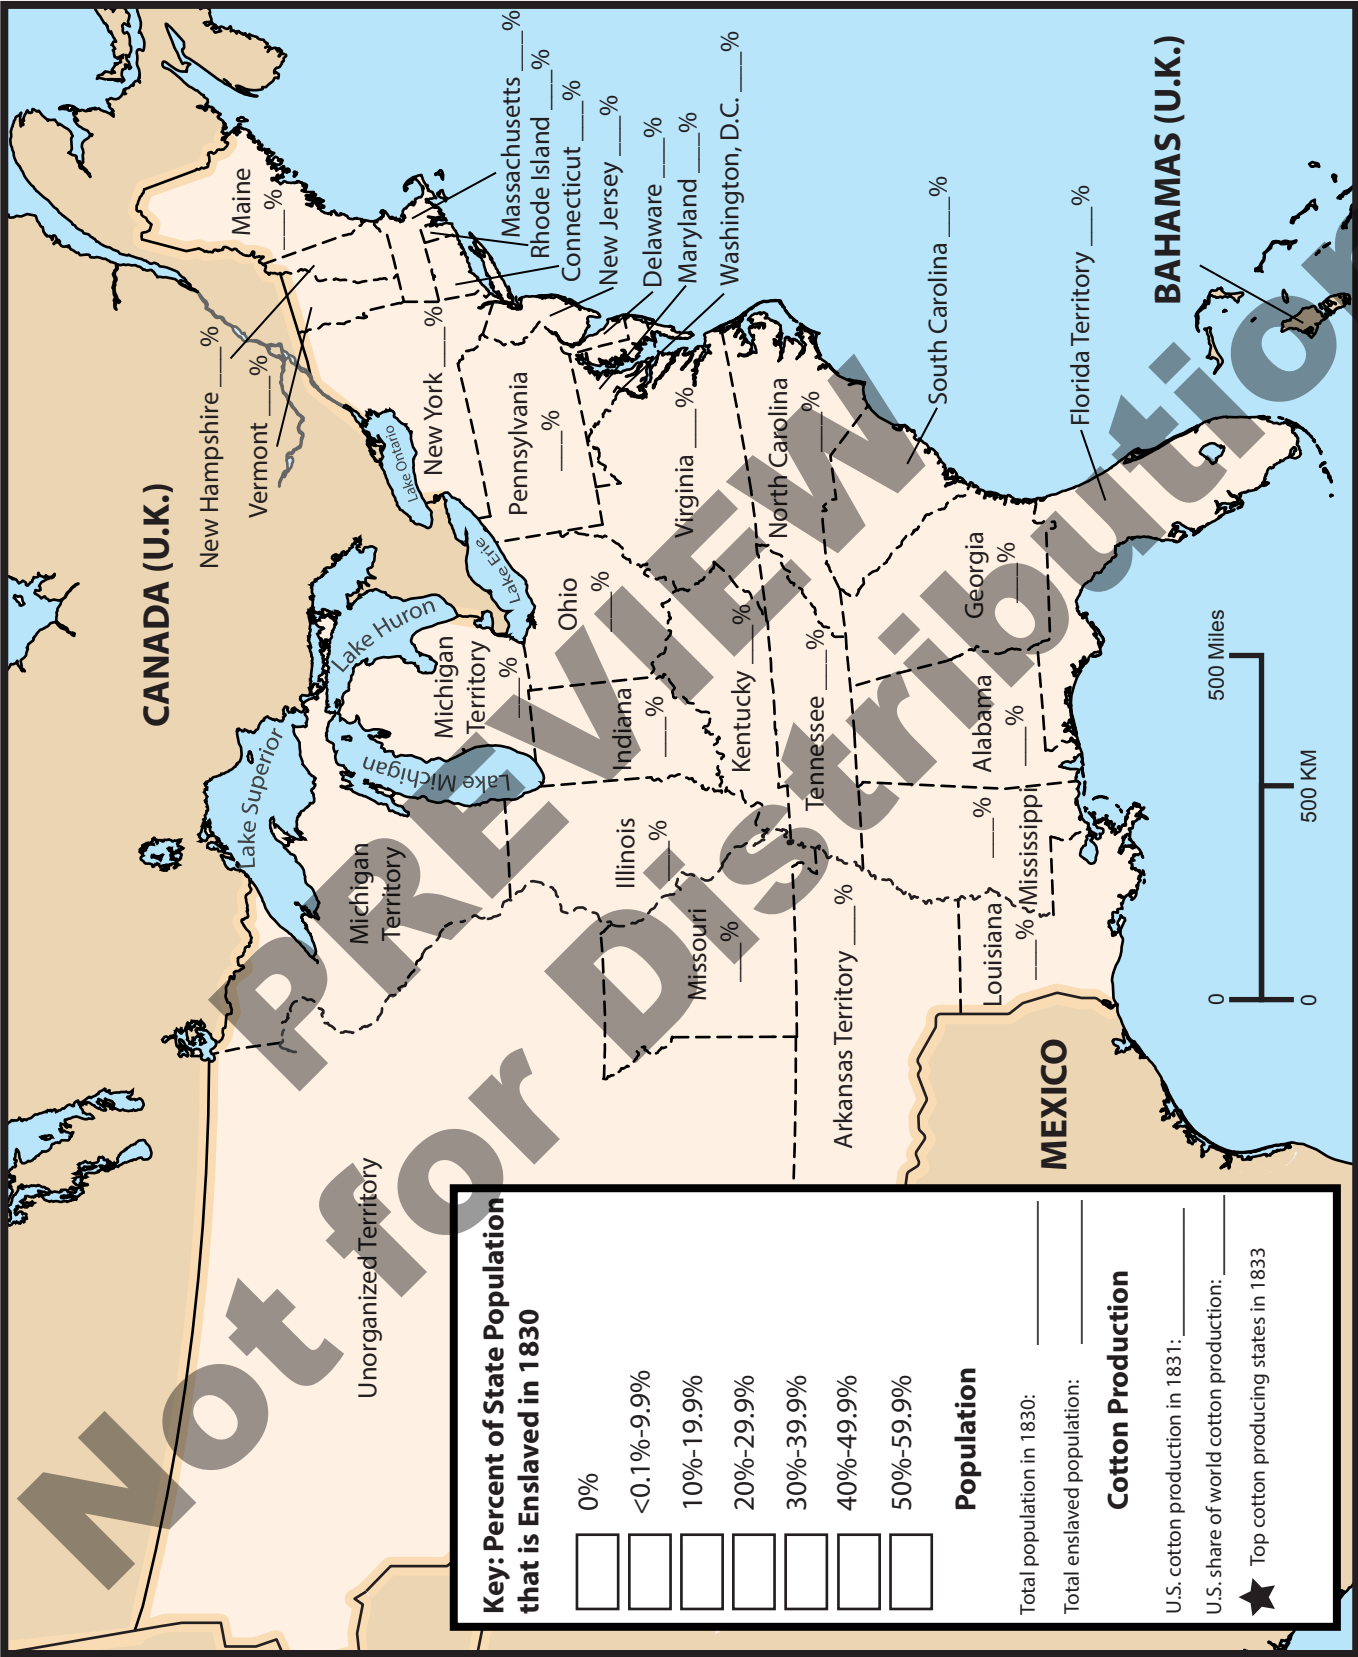 CANADA (U.K.)
New Hampshire ___%
Vermont ___%
Maine
___%
Massachusetts ___%
Rhode Island ___%
Connecticut ___%
New Jersey ___%
Delaware ___%
Maryland ___%
Washington, D.C. ___%
New York ___%
Pennsylvania
___%
Lake Ontario
Lake Erie
Lake Huron
Lake Superior
Lake Michigan
Michigan
Territory
Michigan
Territory
___%
Ohio
___%
Indiana
___%
Illinois
___%
Virginia ___%
North Carolina
___%
South Carolina ___%
Kentucky ___%
Tennessee ___%
Missouri
___%
Arkansas Territory ___%
Georgia
___%
Alabama
___%
___%
Mississippi
Louisiana
___%
Florida Territory ___%
BAHAMAS (U.K.)
MEXICO
Unorganized Territory
0
500 Miles
0
500 KM
Key: Percent of State Population
that is Enslaved in 1830
0%
<0.1%-9.9%
10%-19.9%
20%-29.9%
30%-39.9%
40%-49.9%
50%-59.9%
Population
Total population in 1830: ________
Total enslaved population: ________
Cotton Production
U.S. cotton production in 1831: ________
U.S. share of world cotton production: _____
Top cotton producing states in 1833
PREVIEW
Not for Distribution